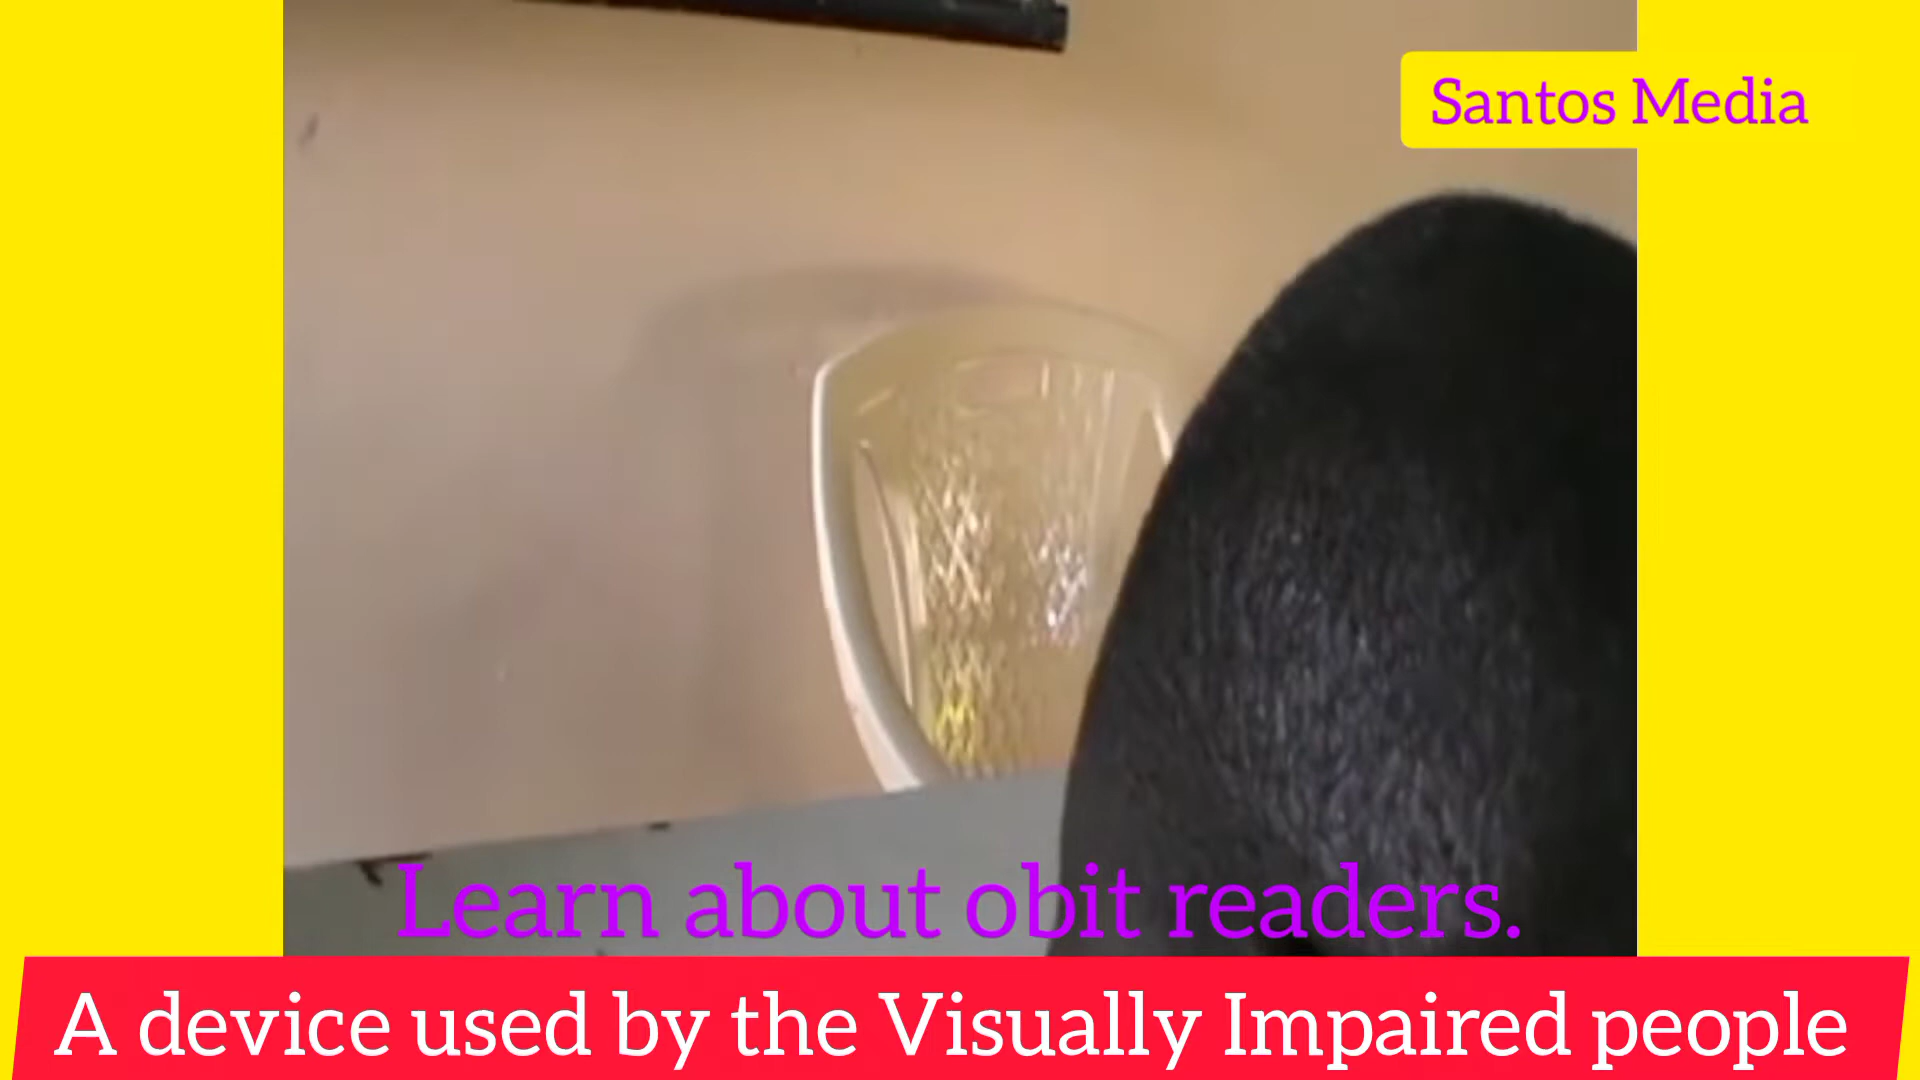 Santos Media
Learn about obit readers.
A device used by the Visually Impaired people